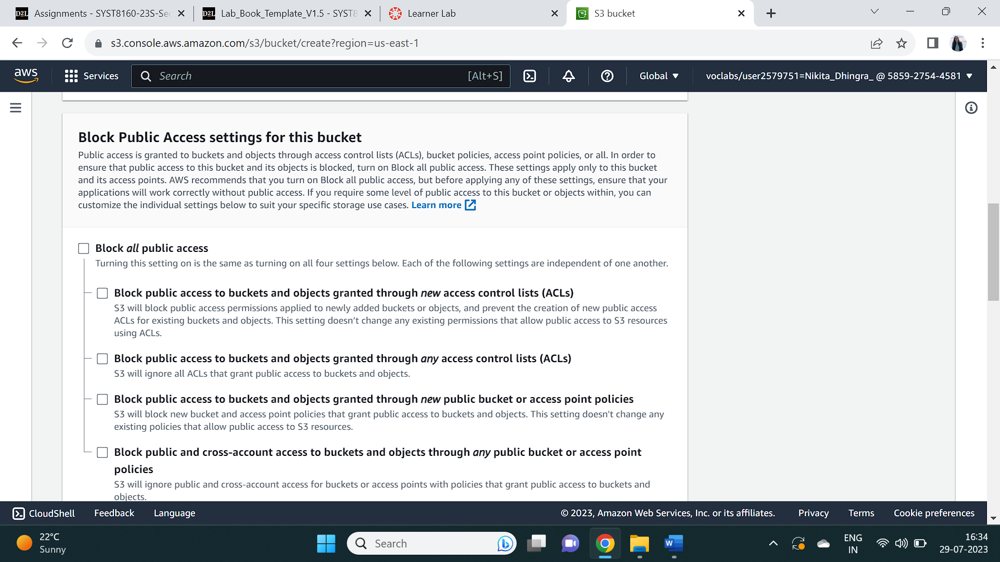 Assignments - SYST8160-23S-Sec
Lab_Book_Template_V1.5 - SYST8
Learner Lab
S3 bucket
s3.console.aws.amazon.com/s3/bucket/create?region=us-east-1
aws
Services
Search
[Alt+S]
Global
voclabs/user2579751=Nikita_Dhingra_ @ 5859-2754-4581
Block Public Access settings for this bucket
Public access is granted to buckets and objects through access control lists (ACLs), bucket policies, access point policies, or all. In order to
ensure that public access to this bucket and its objects is blocked, turn on Block all public access. These settings apply only to this bucket
and its access points. AWS recommends that you turn on Block all public access, but before applying any of these settings, ensure that your
applications will work correctly without public access. If you require some level of public access to this bucket or objects within, you can
customize the individual settings below to suit your specific storage use cases. Learn more
Block all public access
Turning this setting on is the same as turning on all four settings below. Each of the following settings are independent of one another.
Block public access to buckets and objects granted through new access control lists (ACLs)
S3 will block public access permissions applied to newly added buckets or objects, and prevent the creation of new public access
ACLs for existing buckets and objects. This setting doesn’t change any existing permissions that allow public access to S3 resources
using ACLs.
Block public access to buckets and objects granted through any access control lists (ACLs)
S3 will ignore all ACLs that grant public access to buckets and objects.
Block public access to buckets and objects granted through new public bucket or access point policies
S3 will block new bucket and access point policies that grant public access to buckets and objects. This setting doesn't change any
existing policies that allow public access to S3 resources.
Block public and cross-account access to buckets and objects through any public bucket or access point
policies
S3 will ignore public and cross-account access for buckets or access points with policies that grant public access to buckets and
objects.
CloudShell
Feedback
Language
© 2023, Amazon Web Services, Inc. or its affiliates.
Privacy
Terms
Cookie preferences
22°C
Sunny
Search
ENG
IN
16:34
29-07-2023